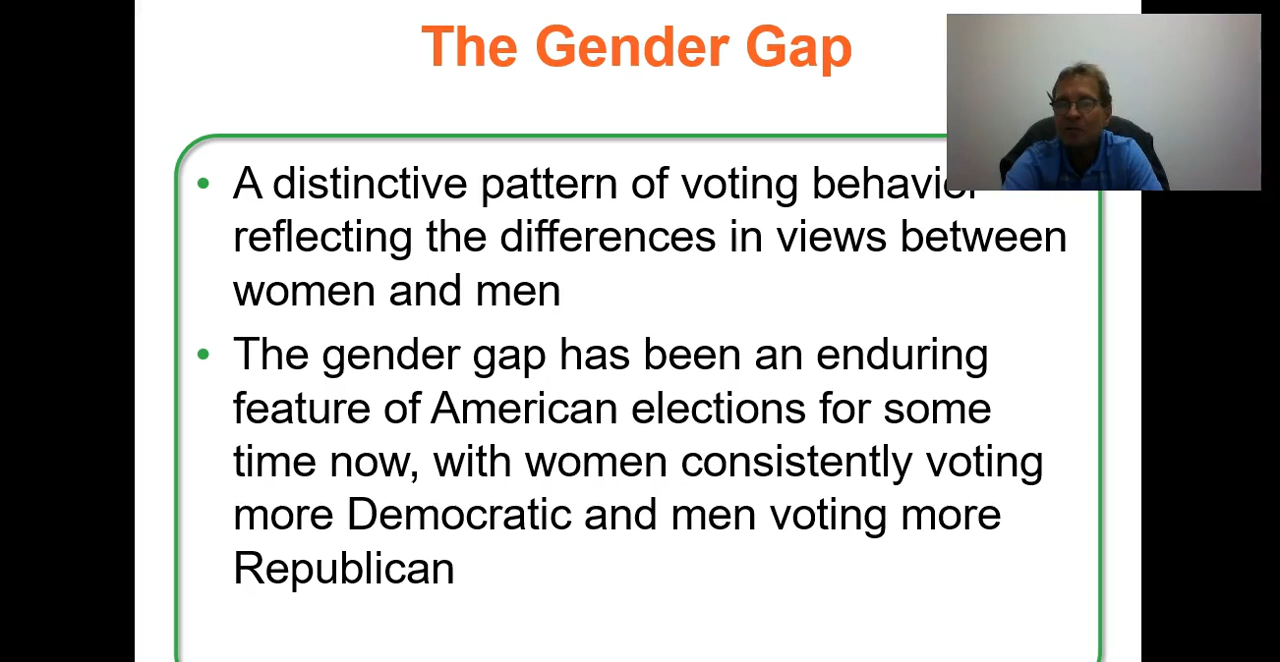 The Gender Gap
• A distinctive pattern of voting behavior
reflecting the differences in views between
women and men
• The gender gap has been an enduring
feature of American elections for some
time now, with women consistently voting
more Democratic and men voting more
Republican